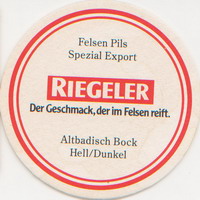 Felsen Pils
Spezial Export
RIEGELER
Der Geschmack, der im Felsen reift.
Altbadisch Bock
Hell/Dunkel